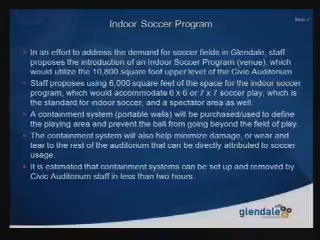 Slide 2
Indoor Soccer Program
In an effort to address the demand for soccer fields in Glendale, staff
proposes the introduction of an Indoor Soccer Program (venue), which
would utilize the 10,800 square foot upper level of the Civic Auditorium
Staff proposes using 6,000 square feet of the space for the indoor soccer
program, which would accommodate 6 x 6 or 7 x 7 soccer play, which is
the standard for indoor soccer, and a spectator area as well.
A containment system (portable walls) will be purchased/used to define
the playing area and prevent the ball from going beyond the field of play.
The containment system will also help minimize damage, or wear and
tear to the rest of the auditorium that can be directly attributed to soccer
usage.
It is estimated that containment systems can be set up and removed by
Civic Auditorium staff in less than two hours.
glendale